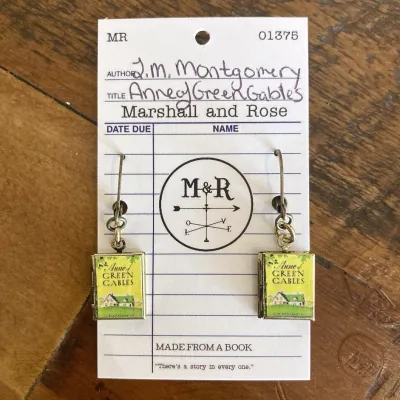 MR 01375
AUTHOR L.M. Montgomery
TITLE Anne of Green Gables
Marshall and Rose
DATE DUE NAME
M&R
L O V E
Anne of
GREEN
GABLES
Anne of
GREEN
GABLES
MADE FROM A BOOK
"There's a story in every one."